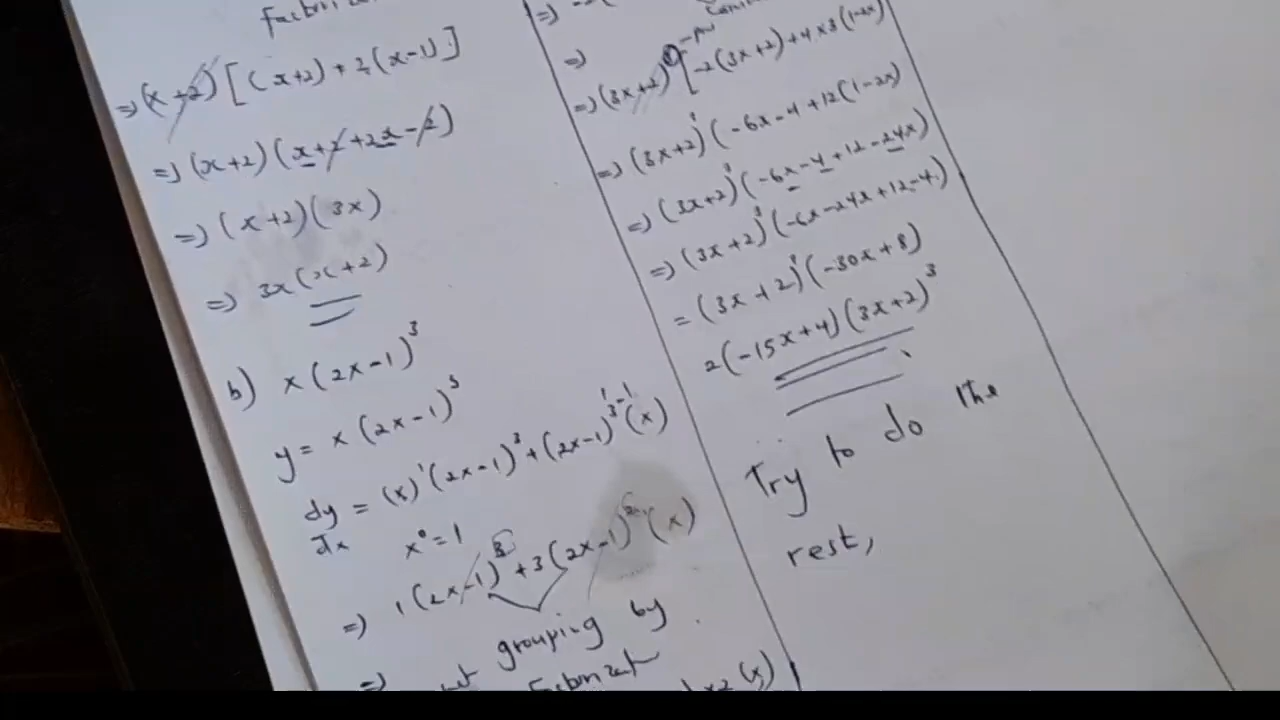 => (x+2)[(x+2)+2(x-1)]
=> (x+2)(x+2+2x-2)
=> (x+2)(3x)
=> 3x(x+2)
b) x(2x-1)^3
y = x(2x-1)^3
dy/dx = (x)'(2x-1)^3+(2x-1)^{3-1}(x)
x^0 = 1
=> 1(2x-1)^3+3(2x-1)^2(x)
=> grouping by
=>
=> (3x+2)^3[-2(3x+2)+4×3(1-2x)
=> (3x+2)^3(-6x-4+12(1-2x)
=> (3x+2)^3(-6x-4+12-24x)
=> (3x+2)^3(-6x-24x+12-4)
= (3x+2)^3(-30x+8)
2(-15x+4)(3x+2)^3
Try to do the
rest,